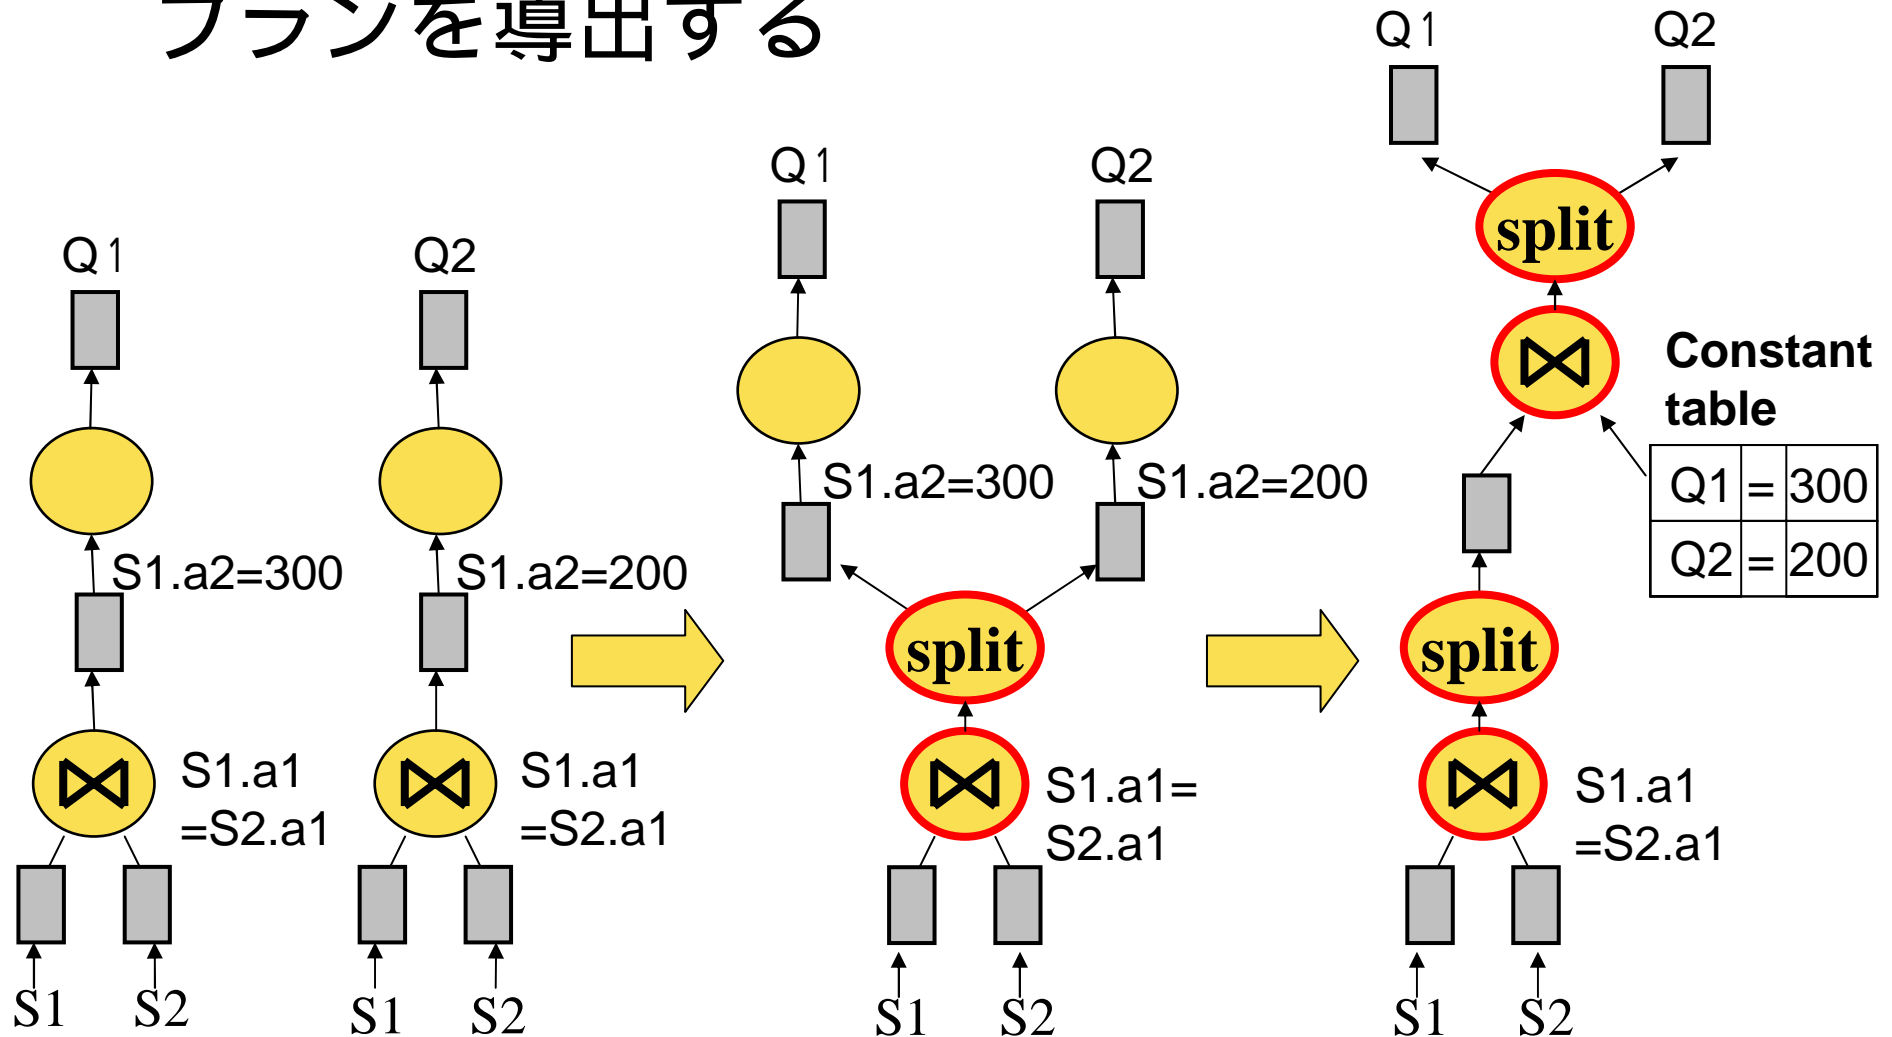 プランを導出する
Q1
Q2
S1.a2=300
S1.a2=200
S1.a1
=S2.a1
S1.a1
=S2.a1
S1
S2
S1
S2
Q1
Q2
S1.a2=300
S1.a2=200
split
S1.a1=
S2.a1
S1
S2
Q1
Q2
split
Constant
table
Q1 = 300
Q2 = 200
split
S1.a1
=S2.a1
S1
S2